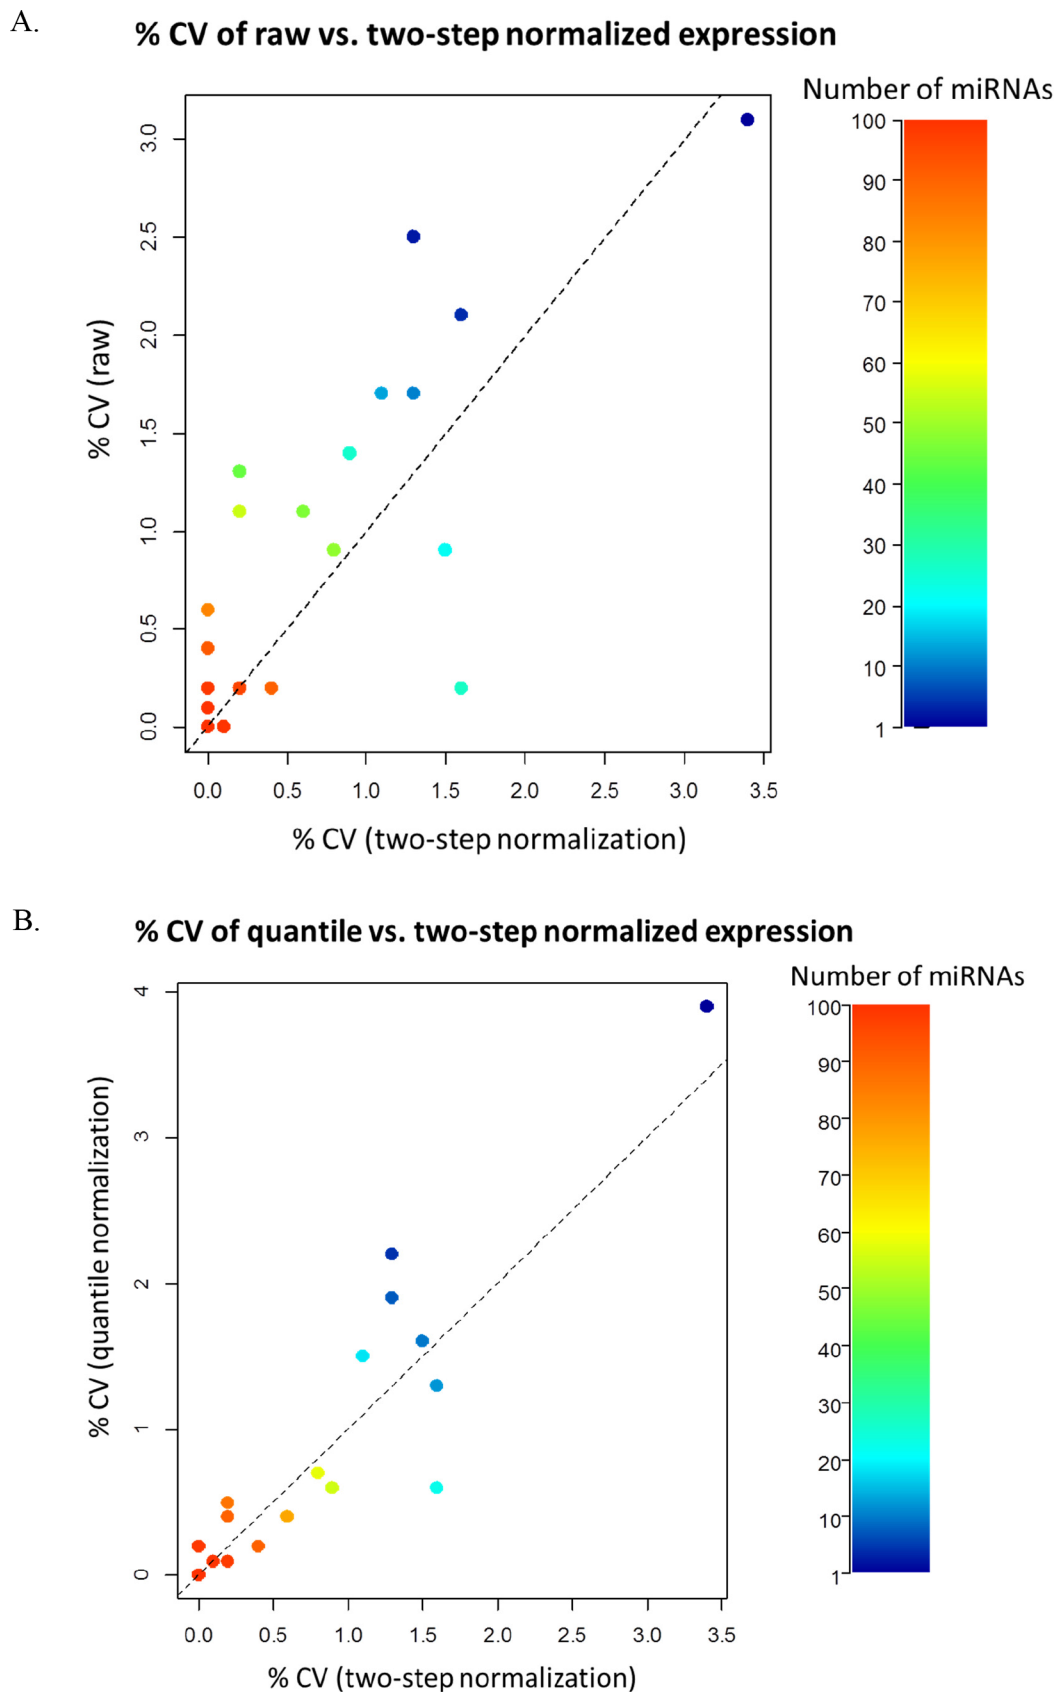 A.
% CV of raw vs. two-step normalized expression
Number of miRNAs
100
90
80
70
60
50
40
30
20
10
1
% CV (raw)
3.0
2.5
2.0
1.5
1.0
0.5
0.0
0.0 0.5 1.0 1.5 2.0 2.5 3.0 3.5
% CV (two-step normalization)
B.
% CV of quantile vs. two-step normalized expression
Number of miRNAs
100
90
80
70
60
50
40
30
20
10
1
% CV (quantile normalization)
4
3
2
1
0
0.0 0.5 1.0 1.5 2.0 2.5 3.0 3.5
% CV (two-step normalization)